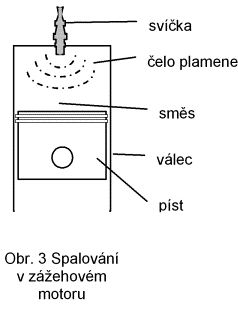 svíčka
čelo plamene
směs
válec
píst
Obr. 3 Spalování
v zážehovém
motoru